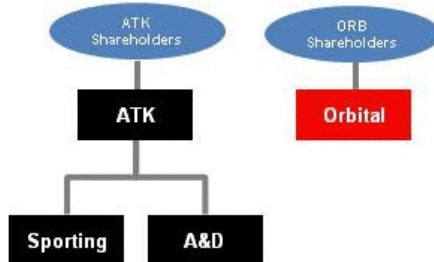 ATK
Shareholders
ORB
Shareholders
ATK
Orbital
Sporting
A&D